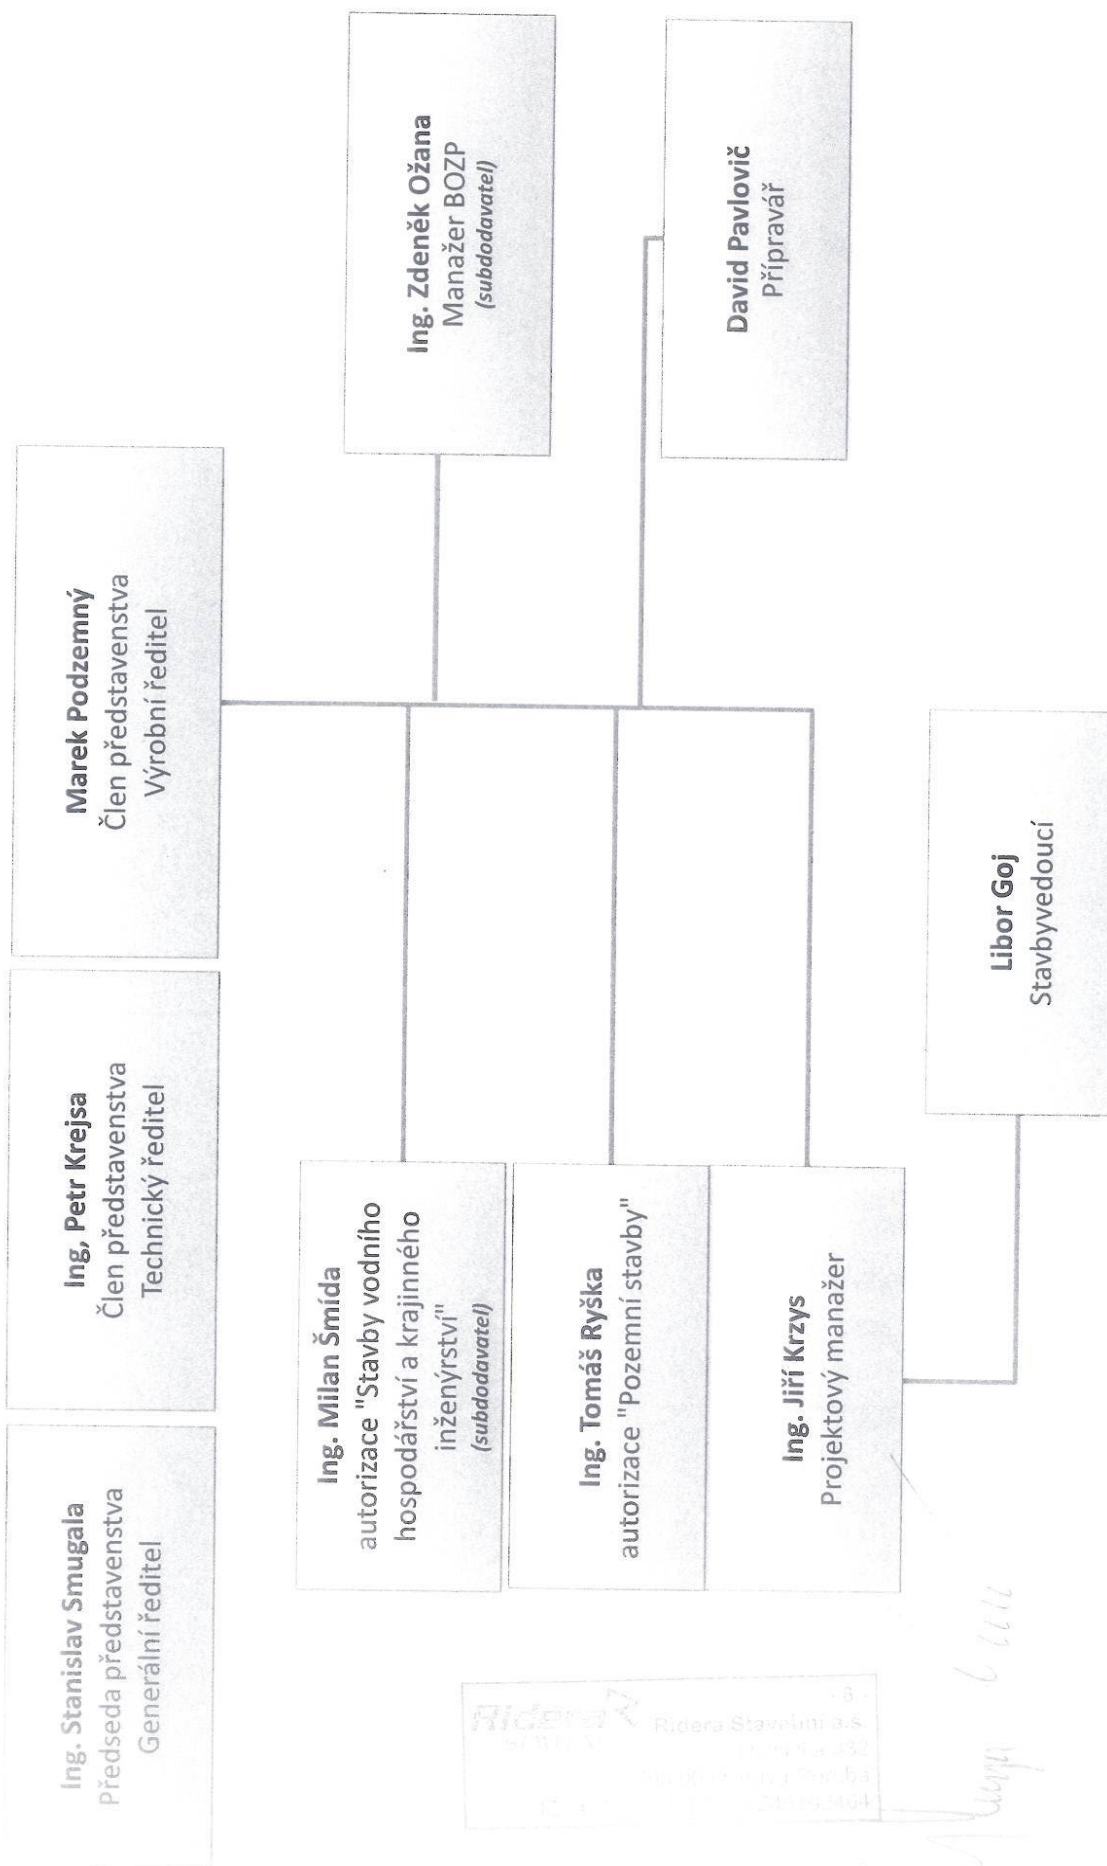 Ing. Stanislav Smugala
Předseda představenstva
Generální ředitel
Ing, Petr Krejsa
Člen představenstva
Technický ředitel
Marek Podzemný
Člen představenstva
Výrobní ředitel
Ing. Milan Šmída
autorizace "Stavby vodního
hospodářství a krajinného
inženýrství"
(subdodavatel)
Ing. Zdeněk Ožana
Manažer BOZP
(subdodavatel)
Ing. Tomáš Ryška
autorizace "Pozemní stavby"
David Pavlovič
Přípravář
Ing. Jiří Krzys
Projektový manažer
Libor Goj
Stavbyvedoucí
Ridera
- 8 -
Ridera Stavební a.s.